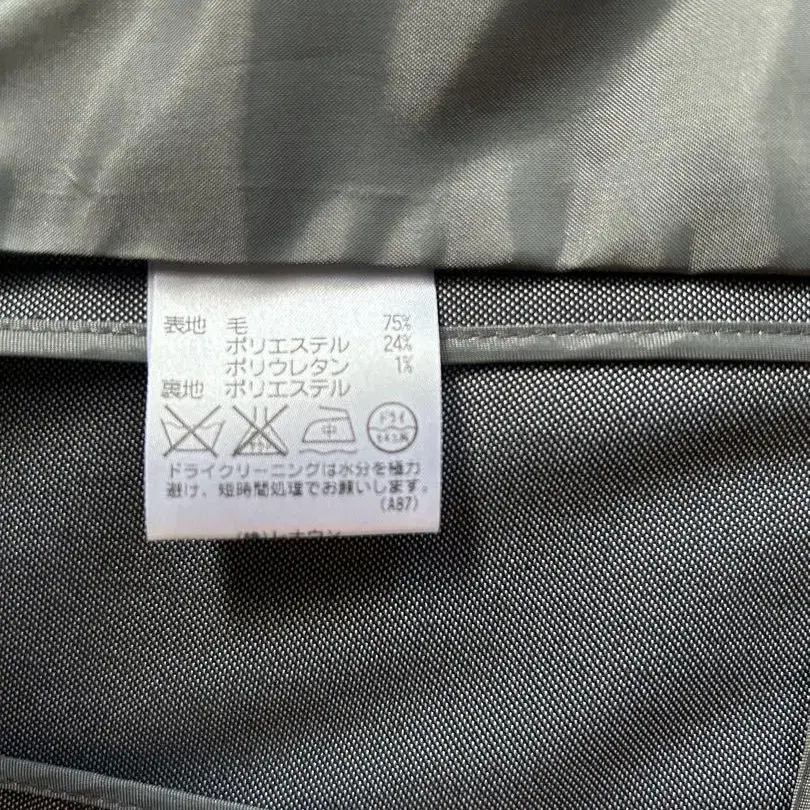 表地 毛 75%
ポリエステル 24%
ポリウレタン 1%
裏地 ポリエステル
中 ドライ
ドライクリーニングは水分を極力
避け、短時間処理でお願いします。
(A87)